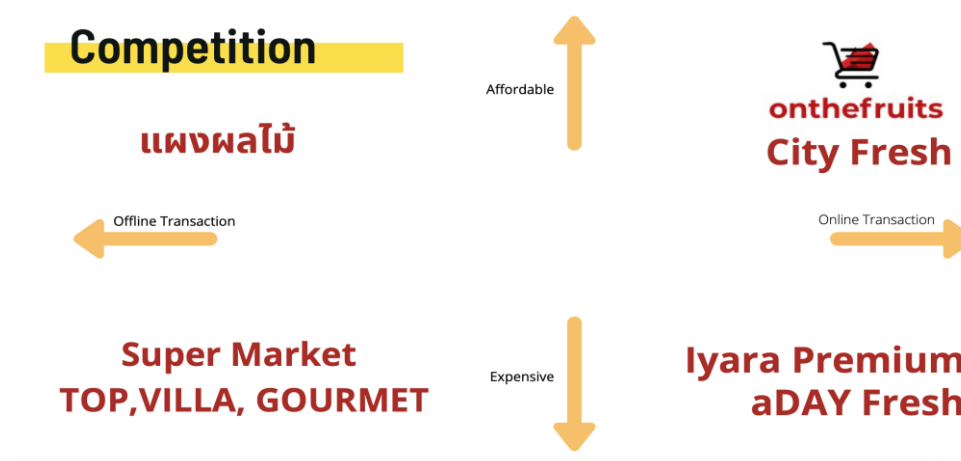 Competition
Affordable
onthefruits
แผงผลไม้
City Fresh
Offline Transaction
Online Transaction
Super Market
TOP,VILLA, GOURMET
Expensive
Iyara Premium
aDAY Fresh